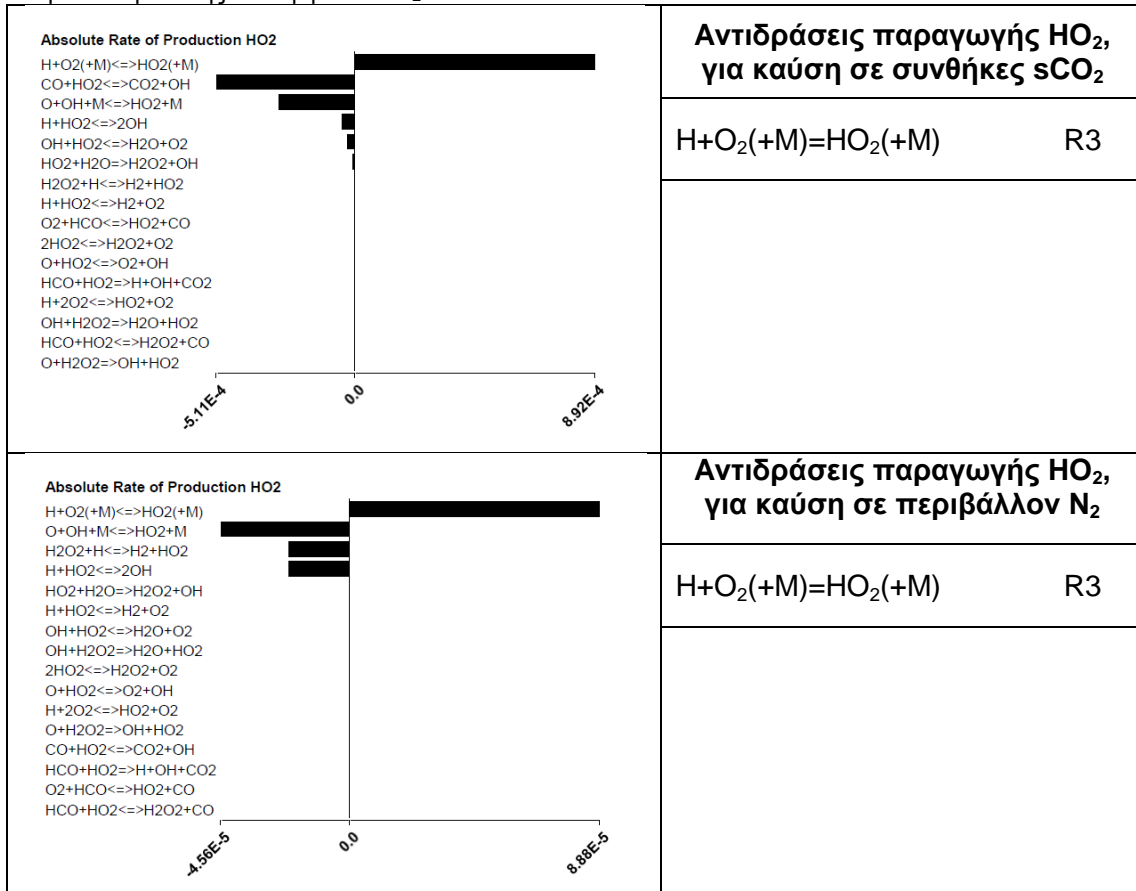 Absolute Rate of Production HO2
H+O2(+M)<=>HO2(+M)
CO+HO2<=>CO2+OH
O+OH+M<=>HO2+M
H+HO2<=>2OH
OH+HO2<=>H2O+O2
HO2+H2O=>H2O2+OH
H2O2+H<=>H2+HO2
H+HO2<=>H2+O2
O2+HCO<=>HO2+CO
2HO2<=>H2O2+O2
O+HO2<=>O2+OH
HCO+HO2=>H+OH+CO2
H+2O2<=>HO2+O2
OH+H2O2=>H2O+HO2
HCO+HO2<=>H2O2+CO
O+H2O2=>OH+HO2
-5.11E-4
0.0
8.92E-4
Αντιδράσεις παραγωγής HO₂,
για καύση σε συνθήκες sCO₂
H+O₂(+M)=HO₂(+M) R3
Absolute Rate of Production HO2
H+O2(+M)<=>HO2(+M)
O+OH+M<=>HO2+M
H2O2+H<=>H2+HO2
H+HO2<=>2OH
HO2+H2O=>H2O2+OH
H+HO2<=>H2+O2
OH+HO2<=>H2O+O2
OH+H2O2=>H2O+HO2
2HO2<=>H2O2+O2
O+HO2<=>O2+OH
H+2O2<=>HO2+O2
O+H2O2=>OH+HO2
CO+HO2<=>CO2+OH
HCO+HO2=>H+OH+CO2
O2+HCO<=>HO2+CO
HCO+HO2<=>H2O2+CO
-4.56E-5
0.0
8.88E-5
Αντιδράσεις παραγωγής HO₂,
για καύση σε περιβάλλον N₂
H+O₂(+M)=HO₂(+M) R3